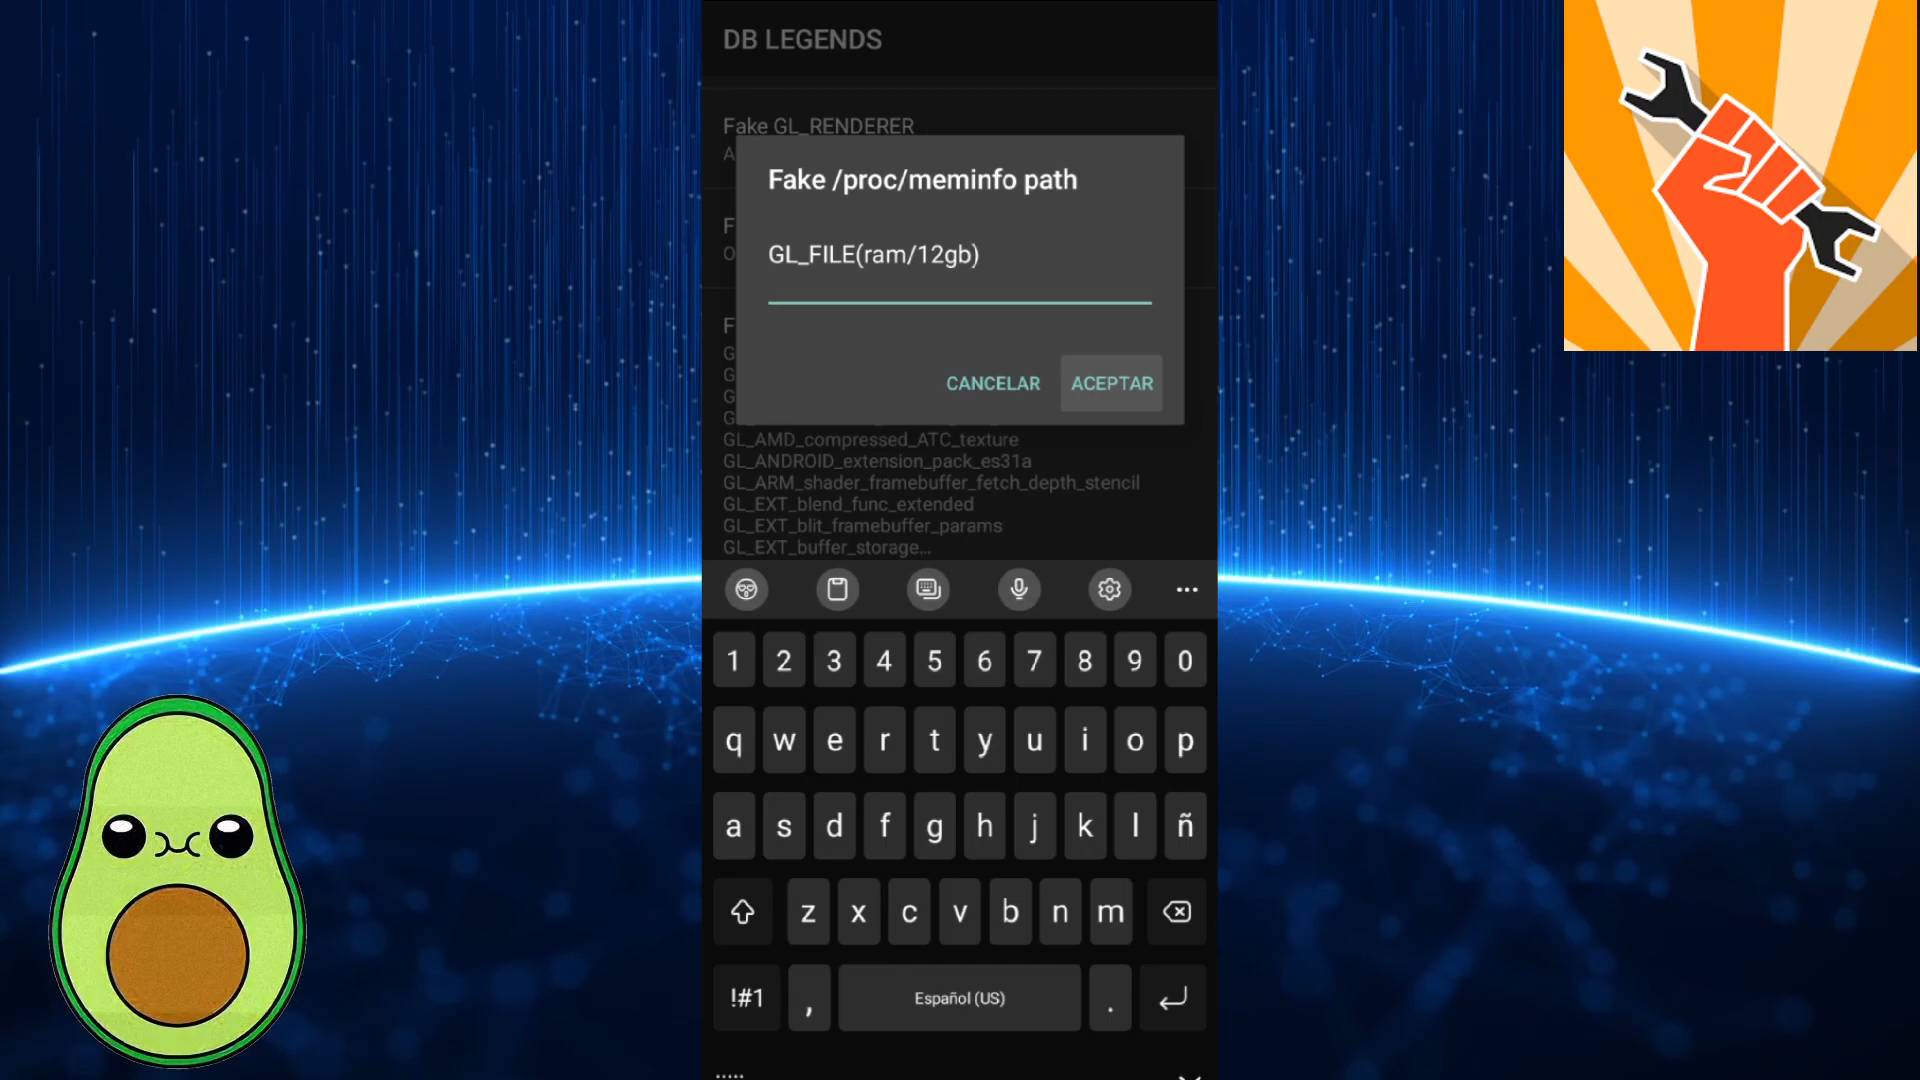 DB LEGENDS
Fake GL_RENDERER
A
Fake /proc/meminfo path
F
O
GL_FILE(ram/12gb)
F
G
G
G
G
CANCELAR ACEPTAR
GL_AMD_compressed_ATC_texture
GL_ANDROID_extension_pack_es31a
GL_ARM_shader_framebuffer_fetch_depth_stencil
GL_EXT_blend_func_extended
GL_EXT_blit_framebuffer_params
GL_EXT_buffer_storage...
1 2 3 4 5 6 7 8 9 0
q w e r t y u i o p
a s d f g h j k l ñ
z x c v b n m
!#1 , Español (US) .